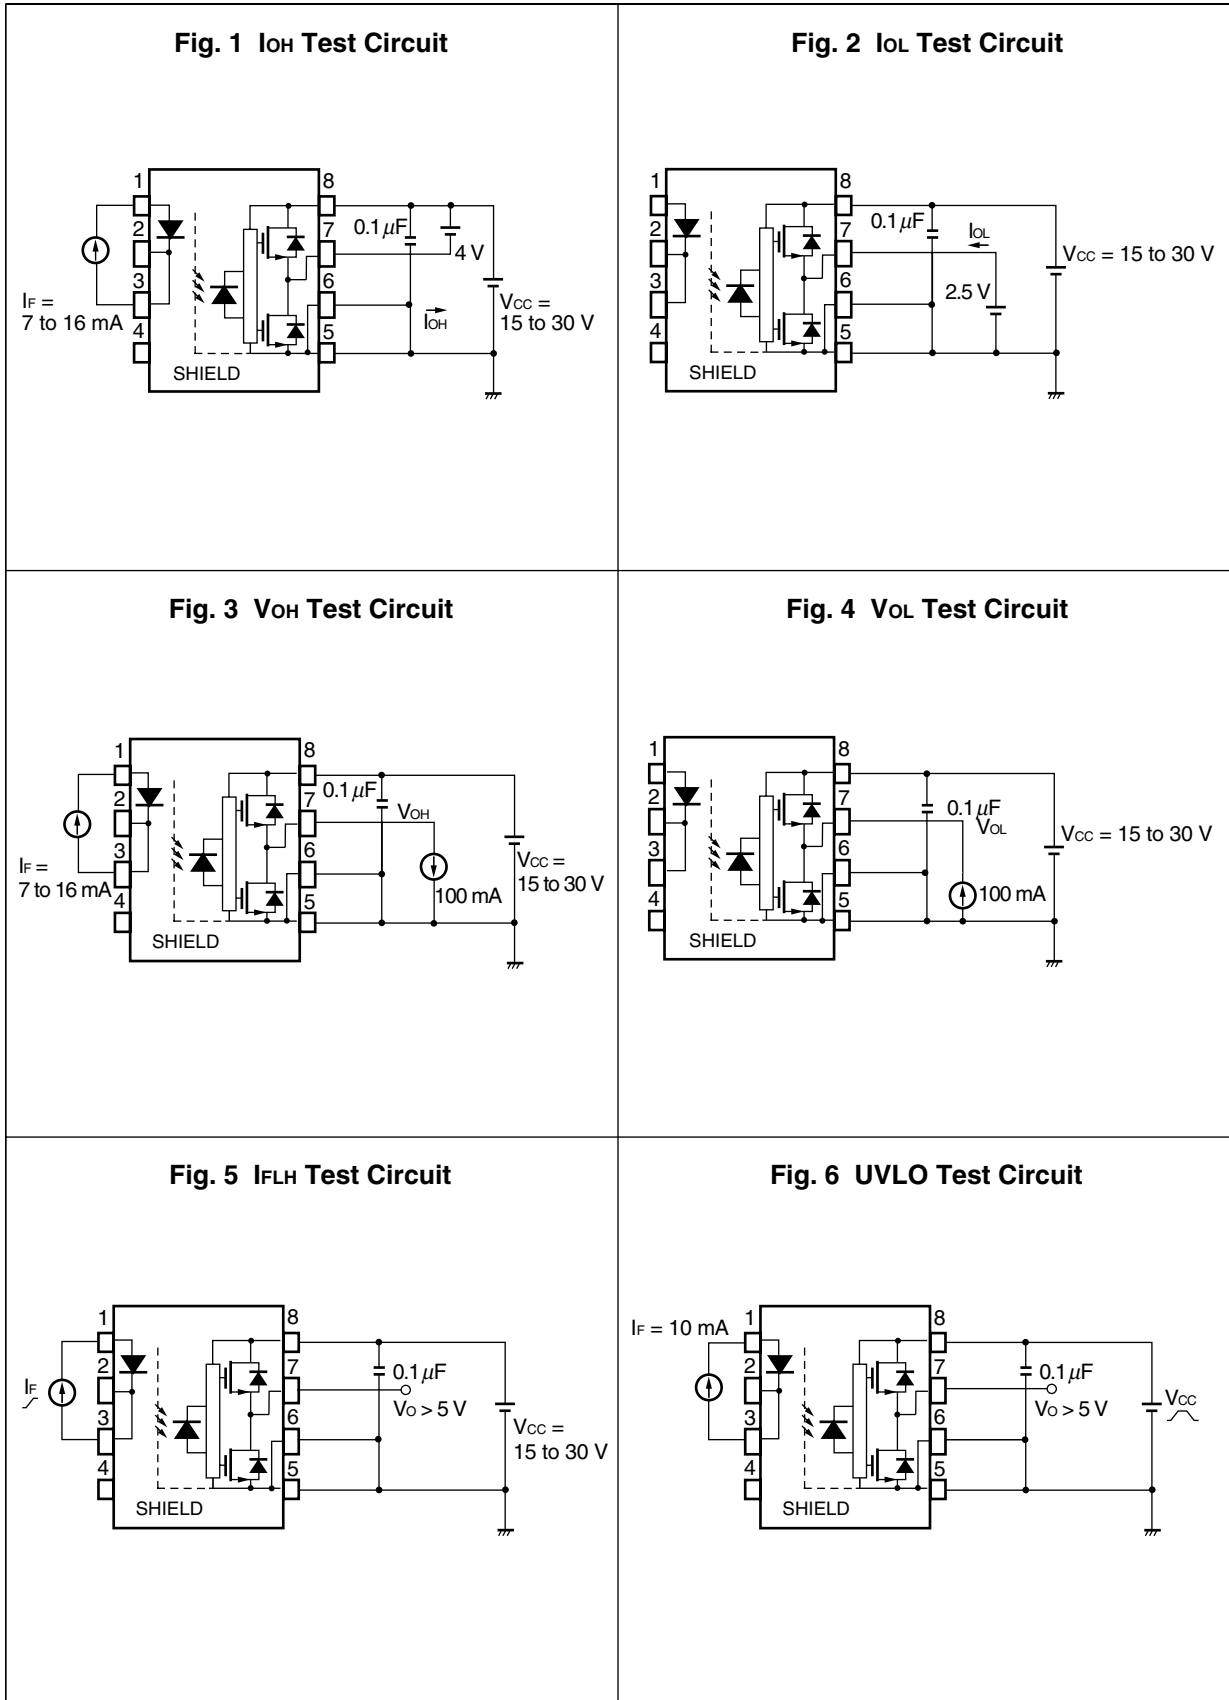 Fig. 1 IOH Test Circuit
1
8
2
0.1 μF
7
4 V
3
6
IF =
7 to 16 mA
IOH
VCC =
15 to 30 V
4
5
SHIELD
Fig. 2 IOL Test Circuit
1
8
0.1 μF
2
7
IOL
VCC = 15 to 30 V
3
6
2.5 V
4
5
SHIELD
Fig. 3 VOH Test Circuit
1
8
0.1 μF
2
7
VOH
3
6
IF =
7 to 16 mA
VCC =
15 to 30 V
100 mA
4
5
SHIELD
Fig. 4 VOL Test Circuit
1
8
2
7
0.1 μF
VOL
VCC = 15 to 30 V
3
6
100 mA
4
5
SHIELD
Fig. 5 IFLH Test Circuit
1
8
2
7
0.1 μF
IF
VO > 5 V
3
6
VCC =
15 to 30 V
4
5
SHIELD
Fig. 6 UVLO Test Circuit
IF = 10 mA
1
8
2
7
0.1 μF
VO > 5 V
VCC
3
6
4
5
SHIELD